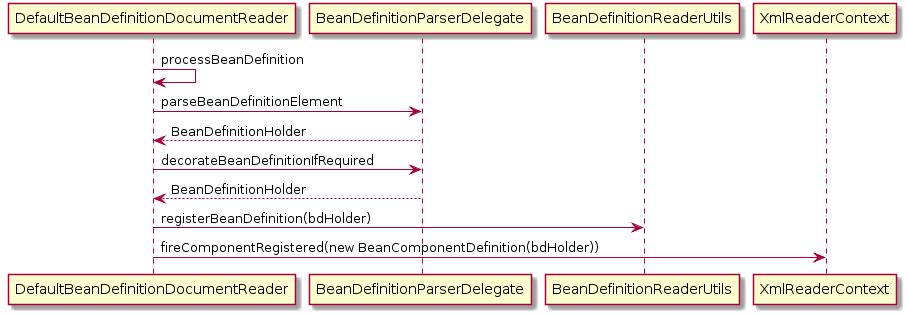 DefaultBeanDefinitionDocumentReader
BeanDefinitionParserDelegate
BeanDefinitionReaderUtils
XmlReaderContext
processBeanDefinition
parseBeanDefinitionElement
BeanDefinitionHolder
decorateBeanDefinitionIfRequired
BeanDefinitionHolder
registerBeanDefinition(bdHolder)
fireComponentRegistered(new BeanComponentDefinition(bdHolder))
DefaultBeanDefinitionDocumentReader
BeanDefinitionParserDelegate
BeanDefinitionReaderUtils
XmlReaderContext